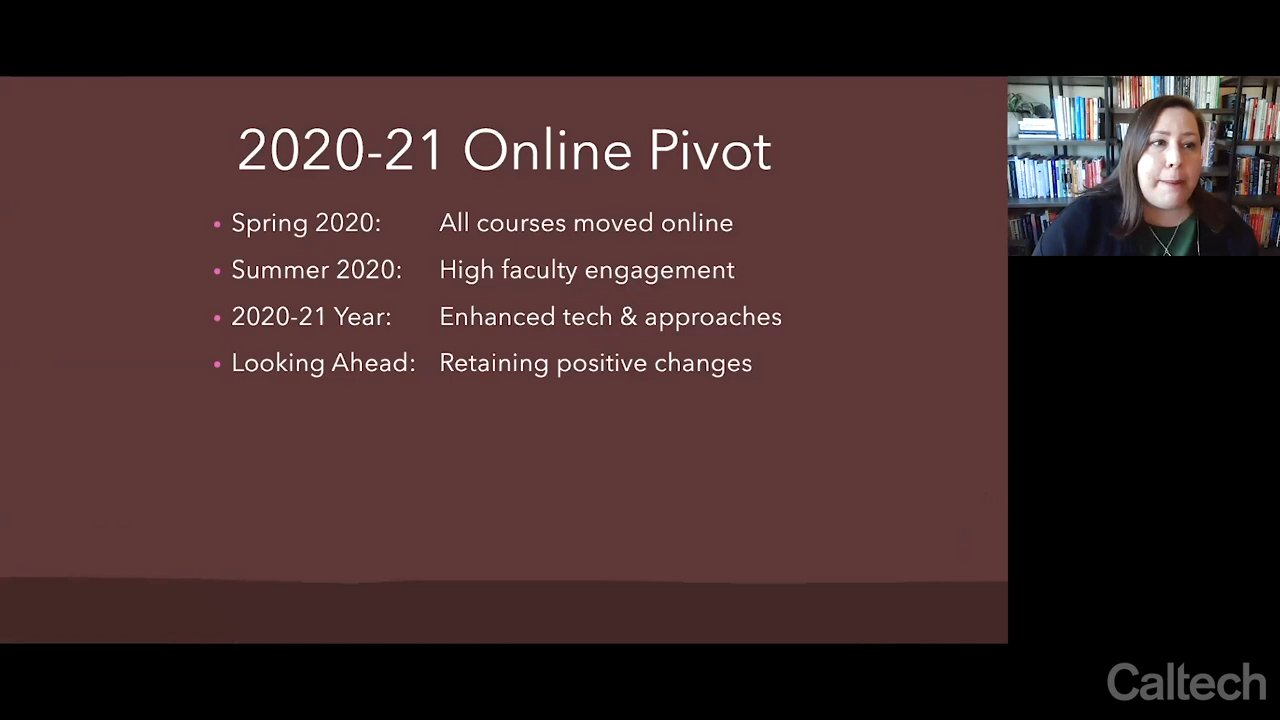 2020-21 Online Pivot
• Spring 2020: All courses moved online
• Summer 2020: High faculty engagement
• 2020-21 Year: Enhanced tech & approaches
• Looking Ahead: Retaining positive changes
Caltech